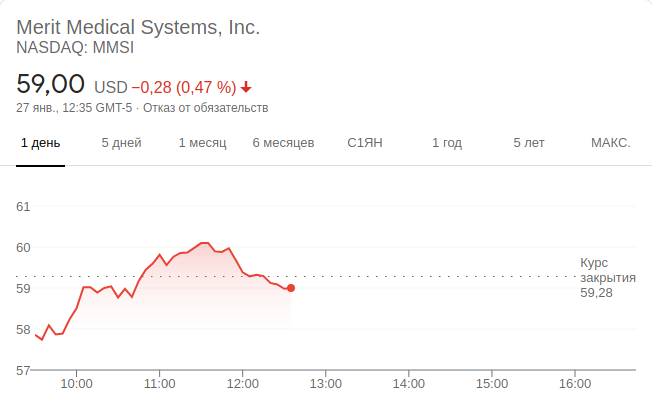 Merit Medical Systems, Inc.
NASDAQ: MMSI
59,00 USD −0,28 (0,47 %)
27 янв., 12:35 GMT-5 · Отказ от обязательств
1 день 5 дней 1 месяц 6 месяцев С1ЯН 1 год 5 лет МАКС.
61
60
Курс
закрытия
59,28
59
58
57
10:00 11:00 12:00 13:00 14:00 15:00 16:00